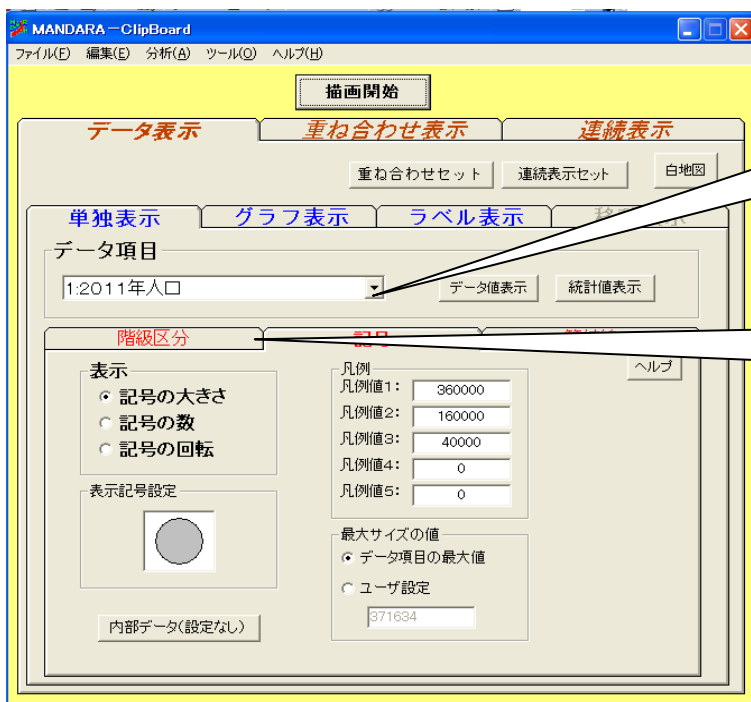 MANDARA－ClipBoard
ファイル(F) 編集(E) 分析(A) ツール(O) ヘルプ(H)
描画開始
データ表示 重ね合わせ表示 連続表示
重ね合わせセット 連続表示セット 白地図
単独表示 グラフ表示 ラベル表示
データ項目
1:2011年人口 データ値表示 統計値表示
階級区分 記号
表示
記号の大きさ
記号の数
記号の回転
表示記号設定
内部データ(設定なし)
凡例
凡例値1: 360000
凡例値2: 160000
凡例値3: 40000
凡例値4: 0
凡例値5: 0
最大サイズの値
データ項目の最大値
ユーザ設定
371634
ヘルプ